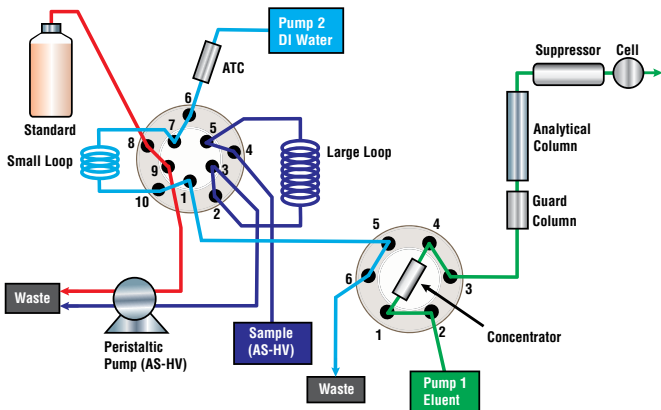 Pump 2
DI Water
ATC
Standard
Suppressor
Cell
Small Loop
Large Loop
6
7
5
8
4
9
3
1
10
2
Analytical
Column
Guard
Column
5
4
6
3
1
2
Waste
Peristaltic
Pump (AS-HV)
Sample
(AS-HV)
Concentrator
Waste
Pump 1
Eluent